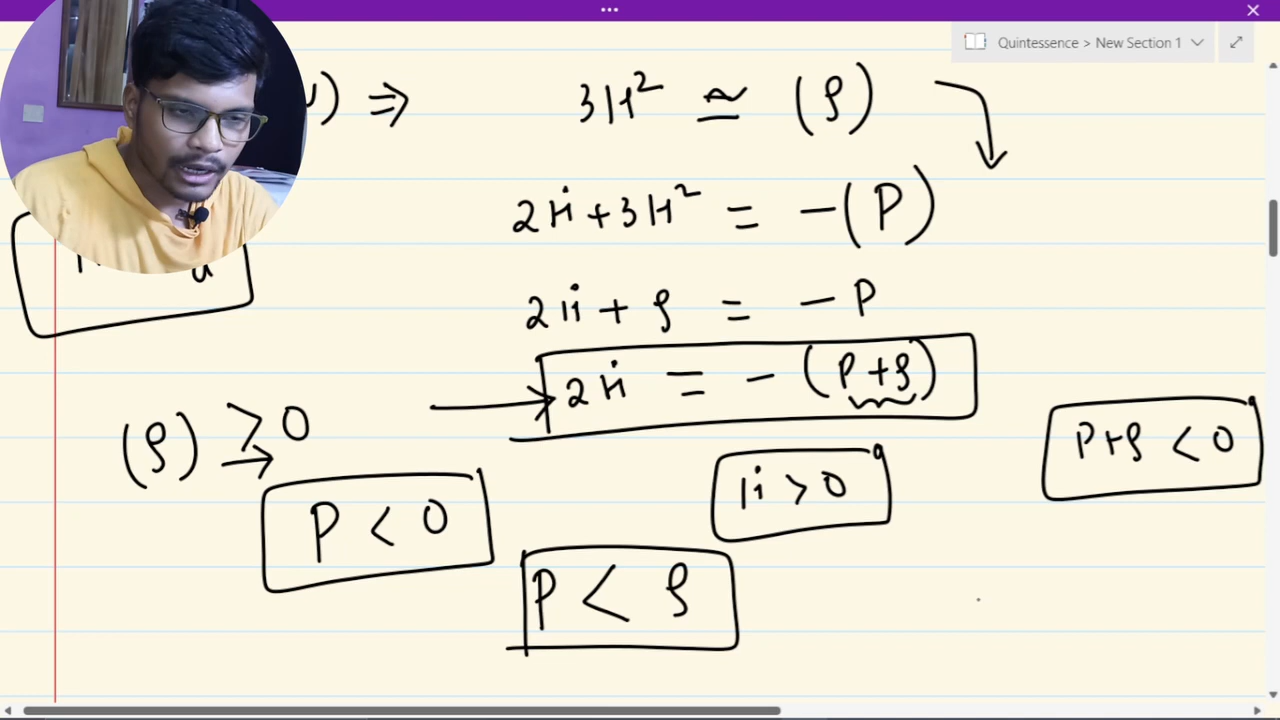 Quintessence > New Section 1
) ⇒ 3H² ≃ (ρ)
2Ḣ + 3H² = -(P)
2Ḣ + ρ = - P
2Ḣ = - (P + ρ)
(ρ) ≥ 0
P + ρ < 0
Ḣ > 0
P < 0
P < ρ